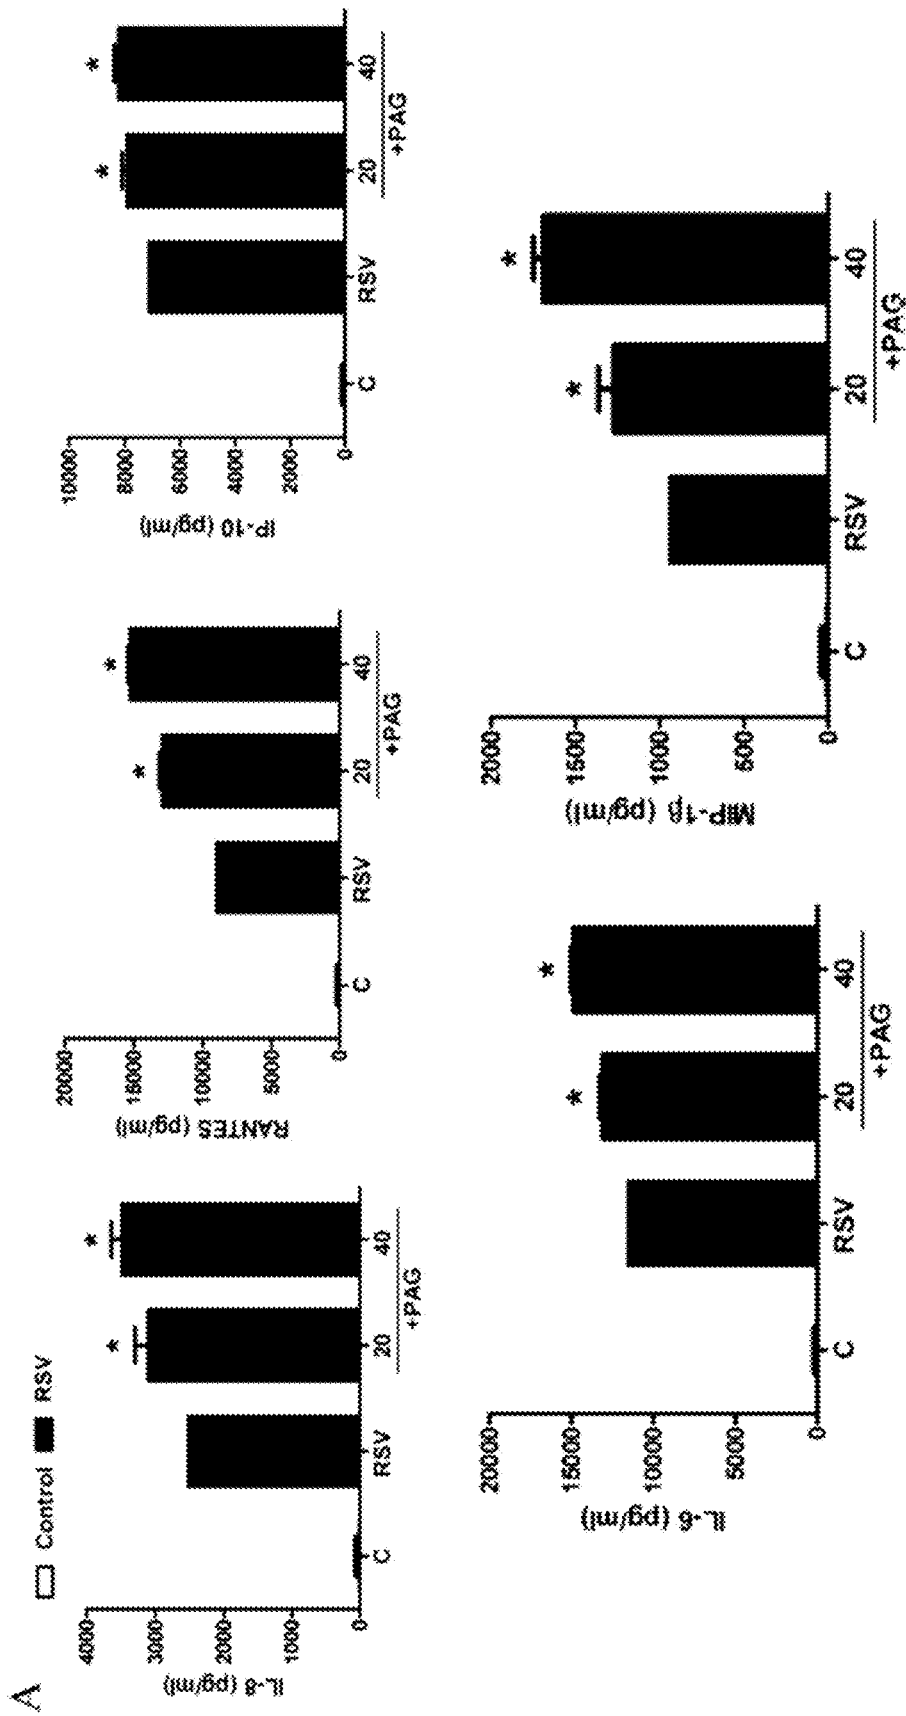 A
Control RSV
IL-8 (pg/ml)
4000
3000
2000
1000
0
C RSV 20 40
+PAG
RANTES (pg/ml)
20000
15000
10000
5000
0
C RSV 20 40
+PAG
IP-10 (pg/ml)
10000
8000
6000
4000
2000
0
C RSV 20 40
+PAG
IL-6 (pg/ml)
20000
15000
10000
5000
0
C RSV 20 40
+PAG
MIP-1β (pg/ml)
2000
1500
1000
500
0
C RSV 20 40
+PAG